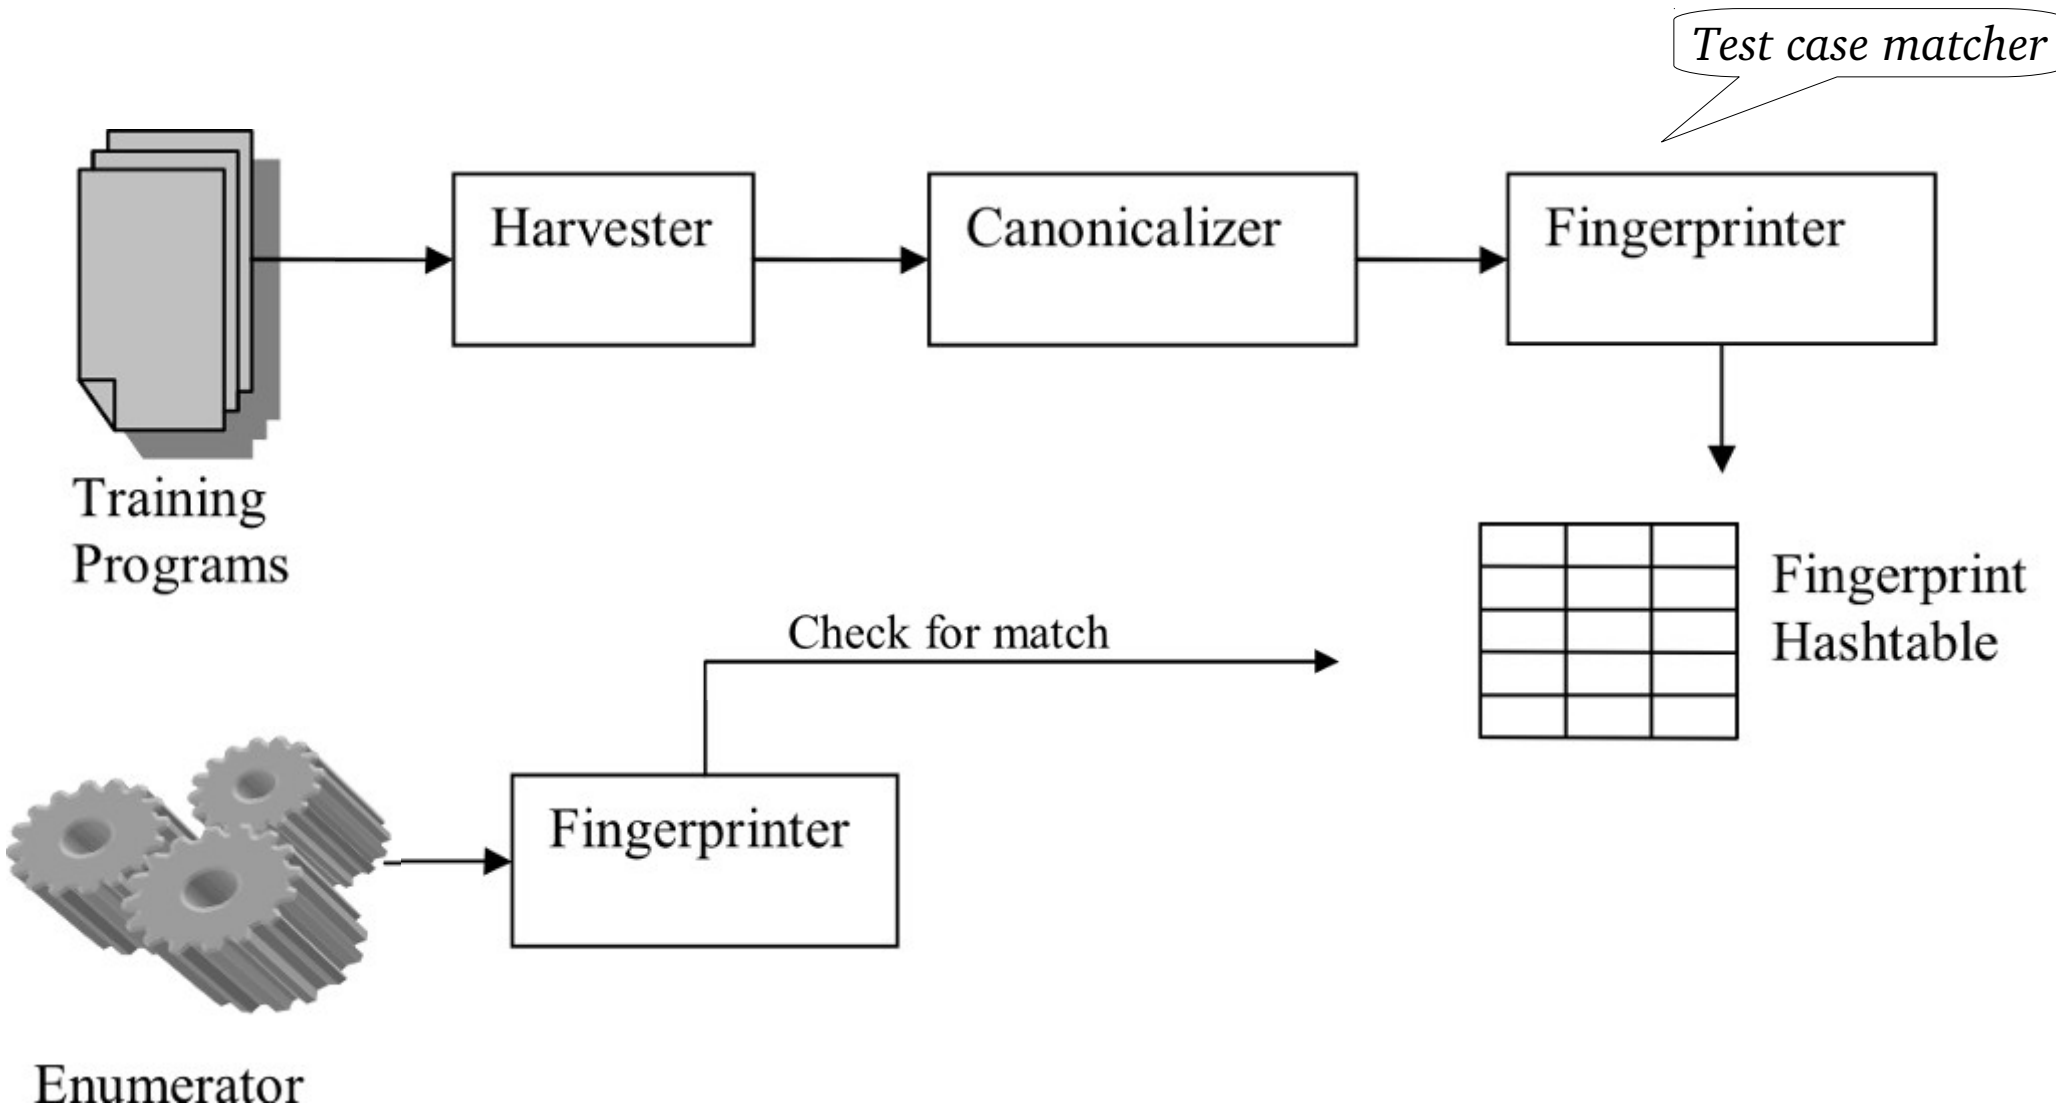 Test case matcher
Harvester
Canonicalizer
Fingerprinter
Training
Programs
Fingerprint
Hashtable
Check for match
Fingerprinter
Enumerator